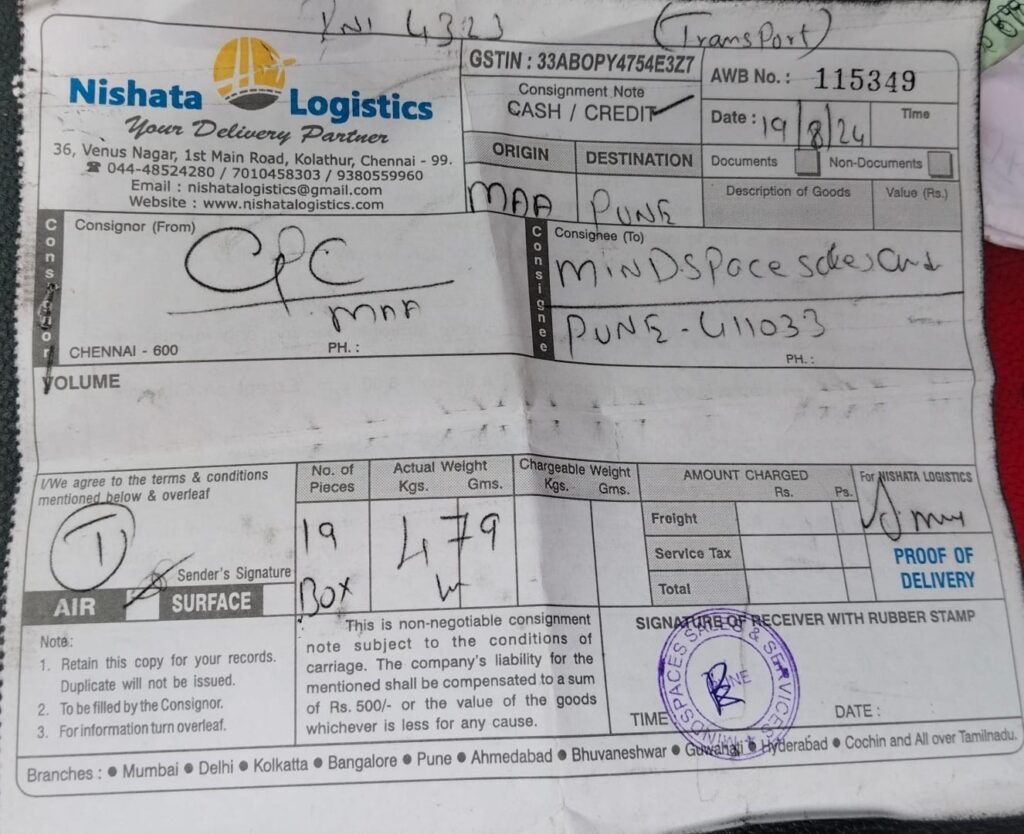 KNI 4323 (Transport)
Nishata Logistics
Your Delivery Partner
36, Venus Nagar, 1st Main Road, Kolathur, Chennai - 99.
☎ 044-48524280 / 7010458303 / 9380559960
Email : nishatalogistics@gmail.com
Website : www.nishatalogistics.com
GSTIN : 33ABOPY4754E3Z7
Consignment Note
CASH / CREDIT
AWB No. : 115349
Date : 19/8/24 Time
ORIGIN DESTINATION
MAA PUNE
Documents Non-Documents
Description of Goods Value (Rs.)
Consignor
Consignor (From)
CPC
MAA
CHENNAI - 600 PH. :
Consignee
Consignee (To)
MINDSPACE sales and
PUNE - 411033
PH. :
VOLUME
I/We agree to the terms & conditions
mentioned below & overleaf
T
Sender's Signature
AIR SURFACE
No. of Pieces
19
BOX
Actual Weight
Kgs. Gms.
479
Chargeable Weight
Kgs. Gms.
AMOUNT CHARGED
Rs. Ps.
Freight
Service Tax
Total
For NISHATA LOGISTICS
PROOF OF
DELIVERY
Note:
1. Retain this copy for your records.
Duplicate will not be issued.
2. To be filled by the Consignor.
3. For information turn overleaf.
This is non-negotiable consignment
note subject to the conditions of
carriage. The company's liability for the
mentioned shall be compensated to a sum
of Rs. 500/- or the value of the goods
whichever is less for any cause.
SIGNATURE OF RECEIVER WITH RUBBER STAMP
MINDSPACES SALES & SERVICES
PUNE
TIME DATE :
Branches : ● Mumbai ● Delhi ● Kolkatta ● Bangalore ● Pune ● Ahmedabad ● Bhuvaneshwar ● Guwahati ● Hyderabad ● Cochin and All over Tamilnadu.